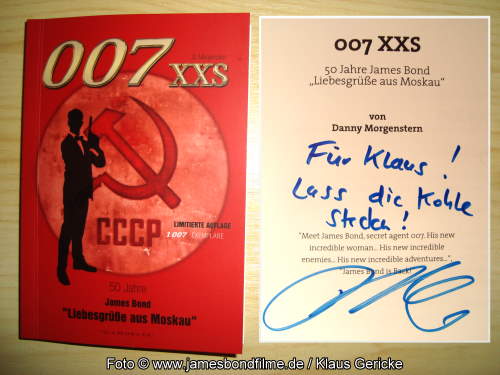 007 XXS
CCCP
LIMITIERTE AUFLAGE
1 007 EXEMPLARE
50 Jahre
James Bond
"Liebesgrüße aus Moskau"
007 XXS
50 Jahre James Bond
„Liebesgrüße aus Moskau"
von
Danny Morgenstern
Für Klaus!
Lass die Kohle
stecken!
"Meet James Bond, secret agent 007. His new
incredible woman... His new incredible
enemies... His new incredible adventures...",
James Bond is Back!
Foto © www.jamesbondfilme.de / Klaus Gericke